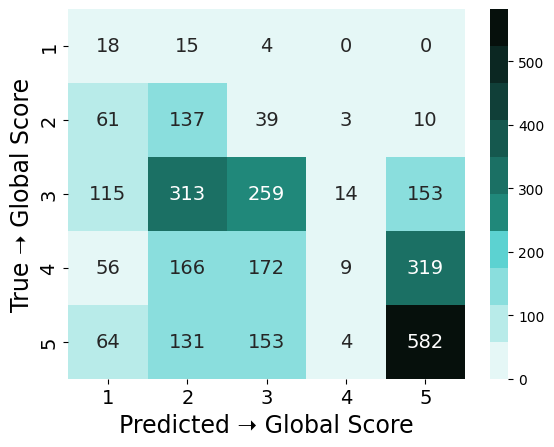 1 18 15 4 0 0
2 61 137 39 3 10
3 115 313 259 14 153
4 56 166 172 9 319
5 64 131 153 4 582
1 2 3 4 5
True → Global Score
Predicted → Global Score
500
400
300
200
100
0